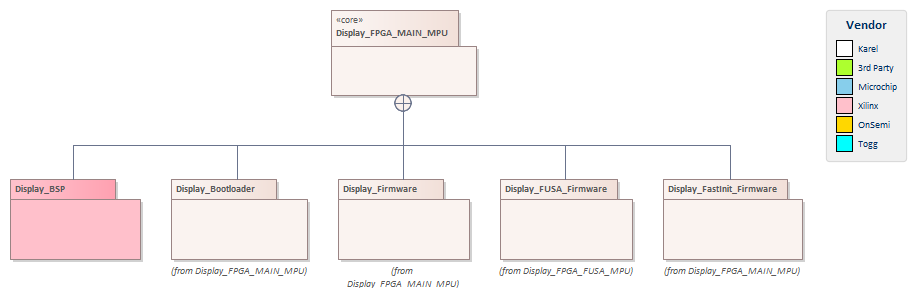 «core»
Display_FPGA_MAIN_MPU
Vendor
Karel
3rd Party
Microchip
Xilinx
OnSemi
Togg
Display_BSP
Display_Bootloader
Display_Firmware
Display_FUSA_Firmware
Display_FastInit_Firmware
(from Display_FPGA_MAIN_MPU)
(from
Display_FPGA_MAIN_MPU)
(from Display_FPGA_FUSA_MPU)
(from Display_FPGA_MAIN_MPU)